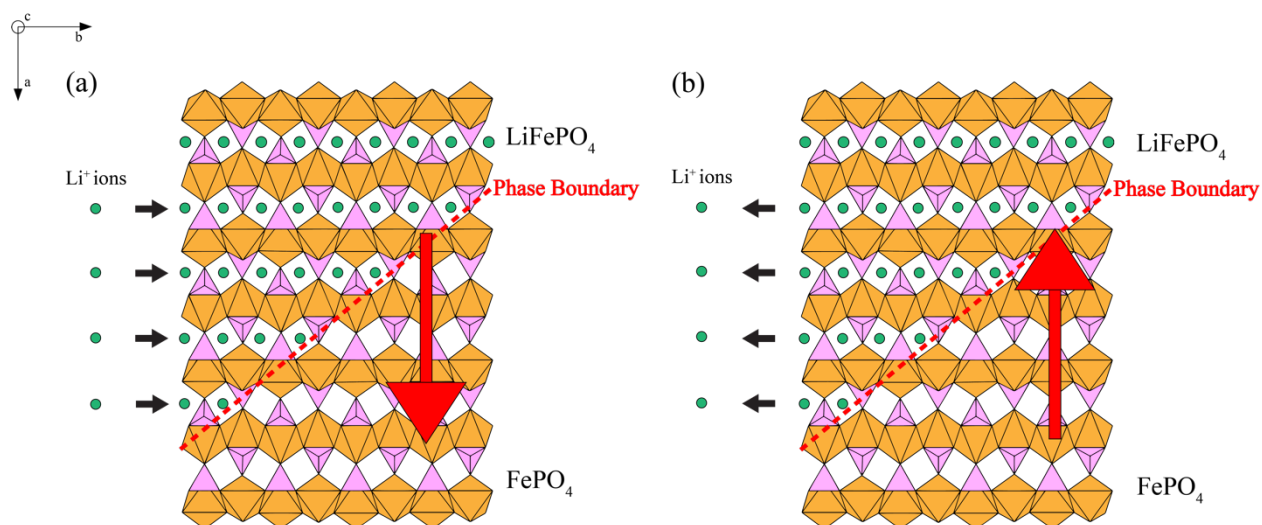 c
b
a
(a)
LiFePO₄
Li⁺ ions
Phase Boundary
FePO₄
(b)
LiFePO₄
Li⁺ ions
Phase Boundary
FePO₄